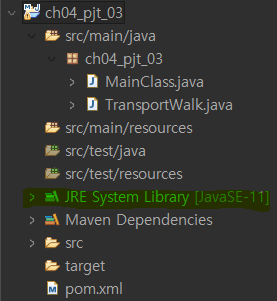 ch04_pjt_03
src/main/java
ch04_pjt_03
MainClass.java
TransportWalk.java
src/main/resources
src/test/java
src/test/resources
JRE System Library [JavaSE-11]
Maven Dependencies
src
target
pom.xml